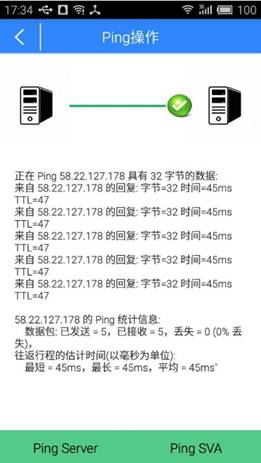 17:34
100
Ping操作
正在 Ping 58.22.127.178 具有 32 字节的数据:
来自 58.22.127.178 的回复: 字节=32 时间=45ms
TTL=47
来自 58.22.127.178 的回复: 字节=32 时间=45ms
TTL=47
来自 58.22.127.178 的回复: 字节=32 时间=45ms
TTL=47
来自 58.22.127.178 的回复: 字节=32 时间=45ms
TTL=47
来自 58.22.127.178 的回复: 字节=32 时间=45ms
TTL=47
58.22.127.178 的 Ping 统计信息:
数据包: 已发送 = 5，已接收 = 5，丢失 = 0 (0% 丢
失)，
往返行程的估计时间(以毫秒为单位):
最短 = 45ms，最长 = 45ms，平均 = 45ms"
Ping Server
Ping SVA